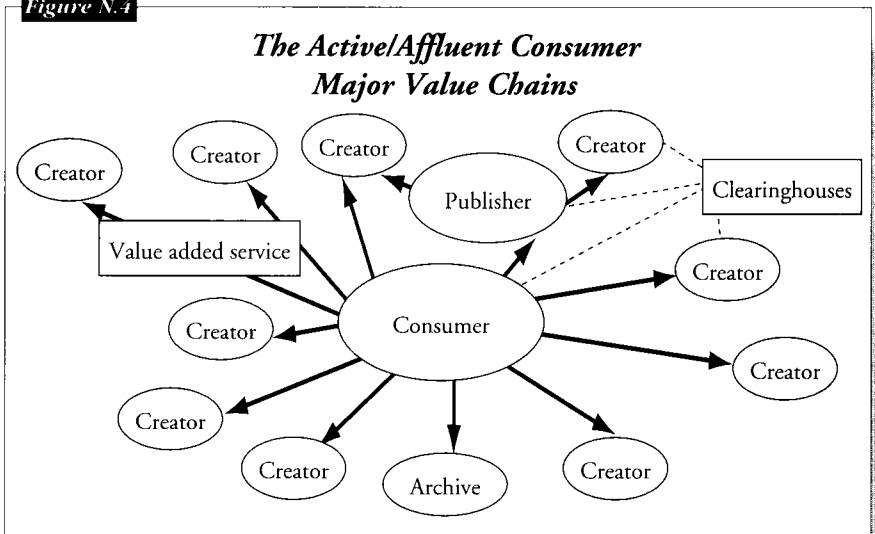 Figure N.4
The Active/Affluent Consumer
Major Value Chains
Creator
Creator
Creator
Creator
Publisher
Clearinghouses
Value added service
Creator
Consumer
Creator
Creator
Creator
Creator
Archive
Creator